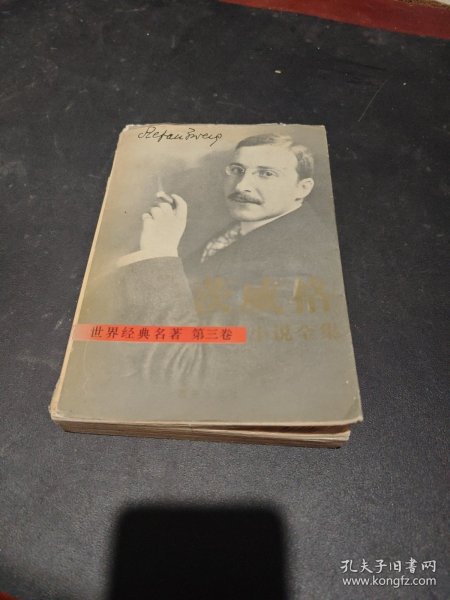 Stefan Zweig
茨威格
世界经典名著 第三卷 小说全集
孔夫子旧书网
www.kongfz.com